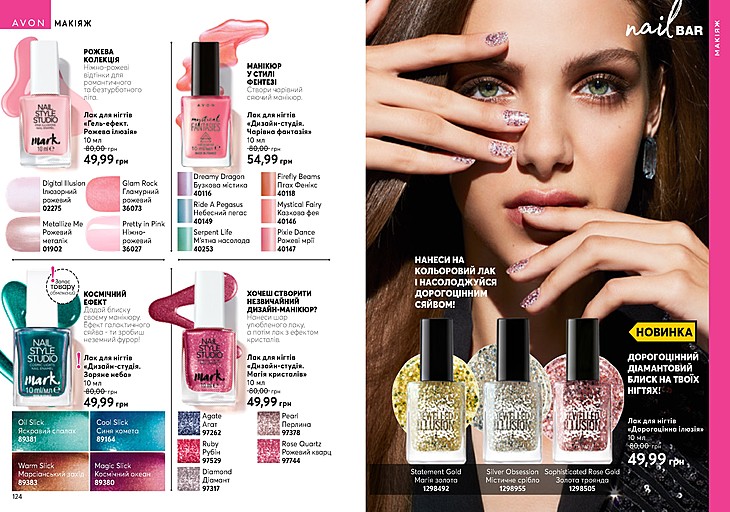 AVON МАКІЯЖ
РОЖЕВА
КОЛЕКЦІЯ
Ніжно-рожеві
відтінки для
романтичного
та безтурботного
літа.
NAIL
STYLE
STUDIO
mark.
10 ml e
Лак для нігтів
«Гель-ефект.
Рожева ілюзія»
10 мл
80,00 грн
49,99 грн
Digital Illusion
Ілюзорний
рожевий
02275
Glam Rock
Гламурний
рожевий
36073
Metallize Me
Рожевий
металік
01902
Pretty in Pink
Ніжно-
рожевий
36027
МАНІКЮР
У СТИЛІ
ФЕНТЕЗІ
Створи чарівний
сяючий манікюр.
AVON
mystical
FANTASIES
Лак для нігтів
«Дизайн-студія.
Чарівна фантазія»
10 мл
80,00 грн
54,99 грн
Dreamy Dragon
Бузкова містика
40116
Firefly Beams
Птах Фенікс
40118
Ride A Pegasus
Небесний пегас
40149
Mystical Fairy
Казкова фея
40146
Serpent Life
М'ятна насолода
40253
Pixie Dance
Рожеві мрії
40147
!
Запас
товару
обмежений
КОСМІЧНИЙ
ЕФЕКТ
Додай блиску
своєму манікюру.
Ефект галактичного
сяйва - ти зробиш
неземний фурор!
NAIL
STYLE
STUDIO
mark.
10 ml/мл e
!
Лак для нігтів
«Дизайн-студія.
Зоряне небо»
10 мл
80,00 грн
49,99 грн
Oil Slick
Яскравий спалах
89381
Cool Slick
Синя комета
89164
Warm Slick
Марсіанський захід
89383
Magic Slick
Космічний океан
89380
124
ХОЧЕШ СТВОРИТИ
НЕЗВИЧАЙНИЙ
ДИЗАЙН-МАНІКЮР?
Нанеси шар
улюбленого лаку,
а потім лак з ефектом
кристалів.
NAIL
STYLE
STUDIO
mark.
Лак для нігтів
«Дизайн-студія.
Магія кристалів»
10 мл
80,00 грн
49,99 грн
Agate
Агат
97262
Pearl
Перлина
97378
Ruby
Рубін
97529
Rose Quartz
Рожевий кварц
97744
Diamond
Діамант
97317
nail BAR
МАКІЯЖ
НАНЕСИ НА
КОЛЬОРОВИЙ ЛАК
І НАСОЛОДЖУЙСЯ
ДОРОГОЦІННИМ
СЯЙВОМ!
НОВИНКА
ДОРОГОЦІННИЙ
ДІАМАНТОВИЙ
БЛИСК НА ТВОЇХ
НІГТЯХ!
JEWELLED
ILLUSION
JEWELLED
ILLUSION
JEWELLED
ILLUSION
Лак для нігтів
«Дорогоцінна ілюзія»
10 мл
80,00 грн
49,99 грн
Statement Gold
Магія золота
1298492
Silver Obsession
Містичне срібло
1298955
Sophisticated Rose Gold
Золота троянда
1298505